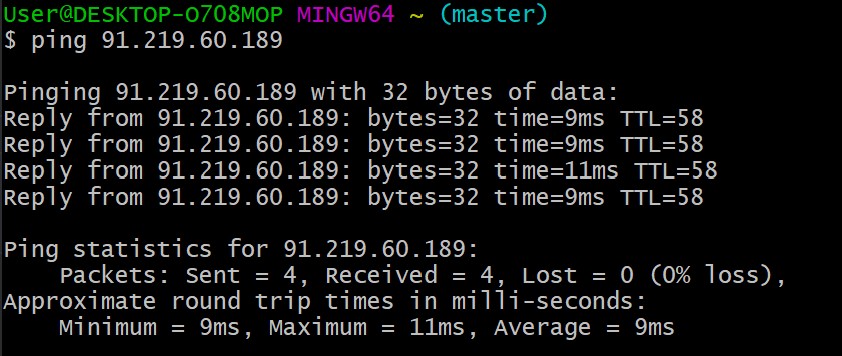 User@DESKTOP-O7O8MOP MINGW64 ~ (master)
$ ping 91.219.60.189
Pinging 91.219.60.189 with 32 bytes of data:
Reply from 91.219.60.189: bytes=32 time=9ms TTL=58
Reply from 91.219.60.189: bytes=32 time=9ms TTL=58
Reply from 91.219.60.189: bytes=32 time=11ms TTL=58
Reply from 91.219.60.189: bytes=32 time=9ms TTL=58
Ping statistics for 91.219.60.189:
Packets: Sent = 4, Received = 4, Lost = 0 (0% loss),
Approximate round trip times in milli-seconds:
Minimum = 9ms, Maximum = 11ms, Average = 9ms